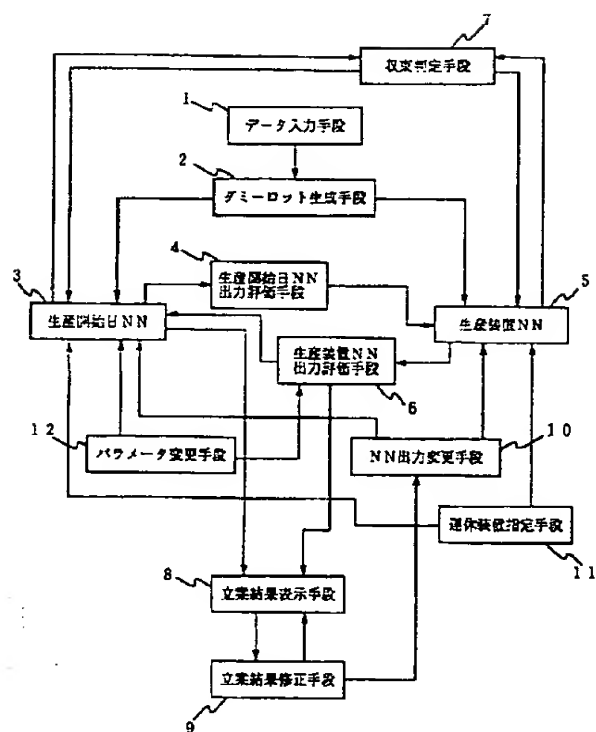 7
収束判定手段
1
データ入力手段
2
ダミーロット生成手段
4
生産開始日NN
出力評価手段
3
生産開始日NN
5
生産装置NN
生産装置NN
出力評価手段
6
12
パラメータ変更手段
10
NN出力変更手段
運休装置指定手段
11
8
立案結果表示手段
立案結果修正手段
9